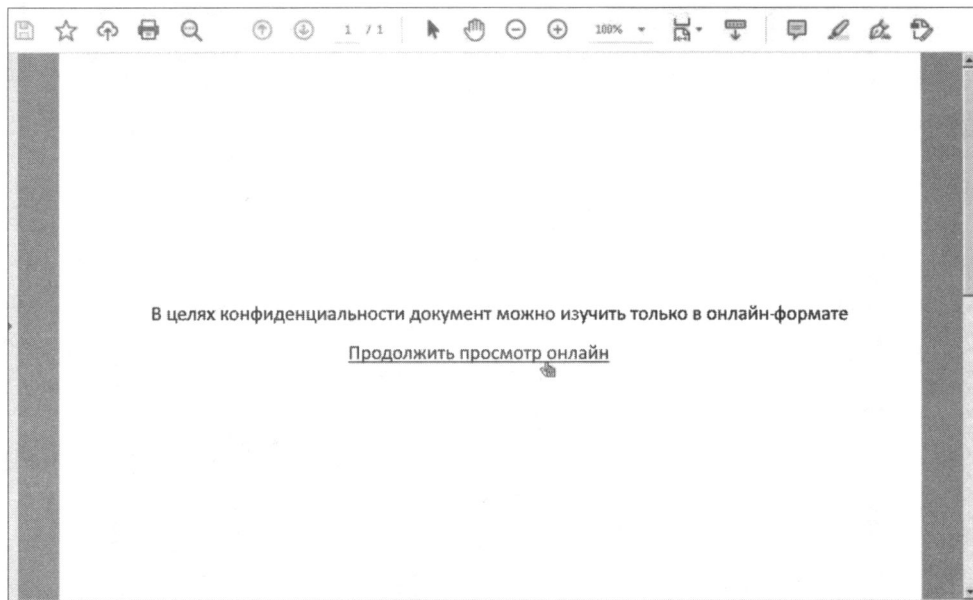 1 / 1
100%
В целях конфиденциальности документ можно изучить только в онлайн-формате
Продолжить просмотр онлайн